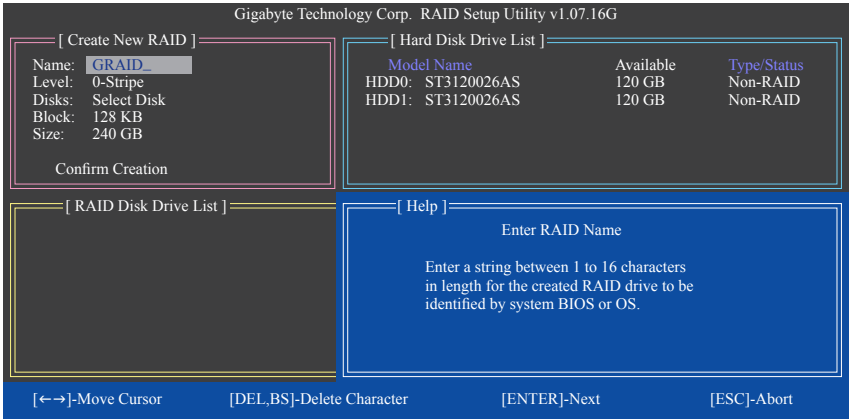 Gigabyte Technology Corp. RAID Setup Utility v1.07.16G
[ Create New RAID ]
Name: GRAID_
Level: 0-Stripe
Disks: Select Disk
Block: 128 KB
Size: 240 GB
Confirm Creation
[ Hard Disk Drive List ]
Model Name Available Type/Status
HDD0: ST3120026AS 120 GB Non-RAID
HDD1: ST3120026AS 120 GB Non-RAID
[ RAID Disk Drive List ]
[ Help ]
Enter RAID Name
Enter a string between 1 to 16 characters
in length for the created RAID drive to be
identified by system BIOS or OS.
[←→]-Move Cursor [DEL,BS]-Delete Character [ENTER]-Next [ESC]-Abort